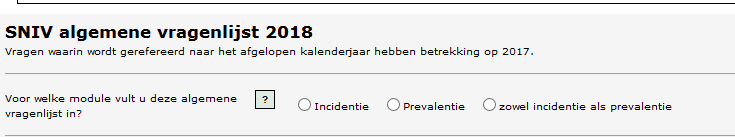 SNIV algemene vragenlijst 2018
Vragen waarin wordt gerefereerd naar het afgelopen kalenderjaar hebben betrekking op 2017.
Voor welke module vult u deze algemene vragenlijst in?
?
Incidentie
Prevalentie
zowel incidentie als prevalentie